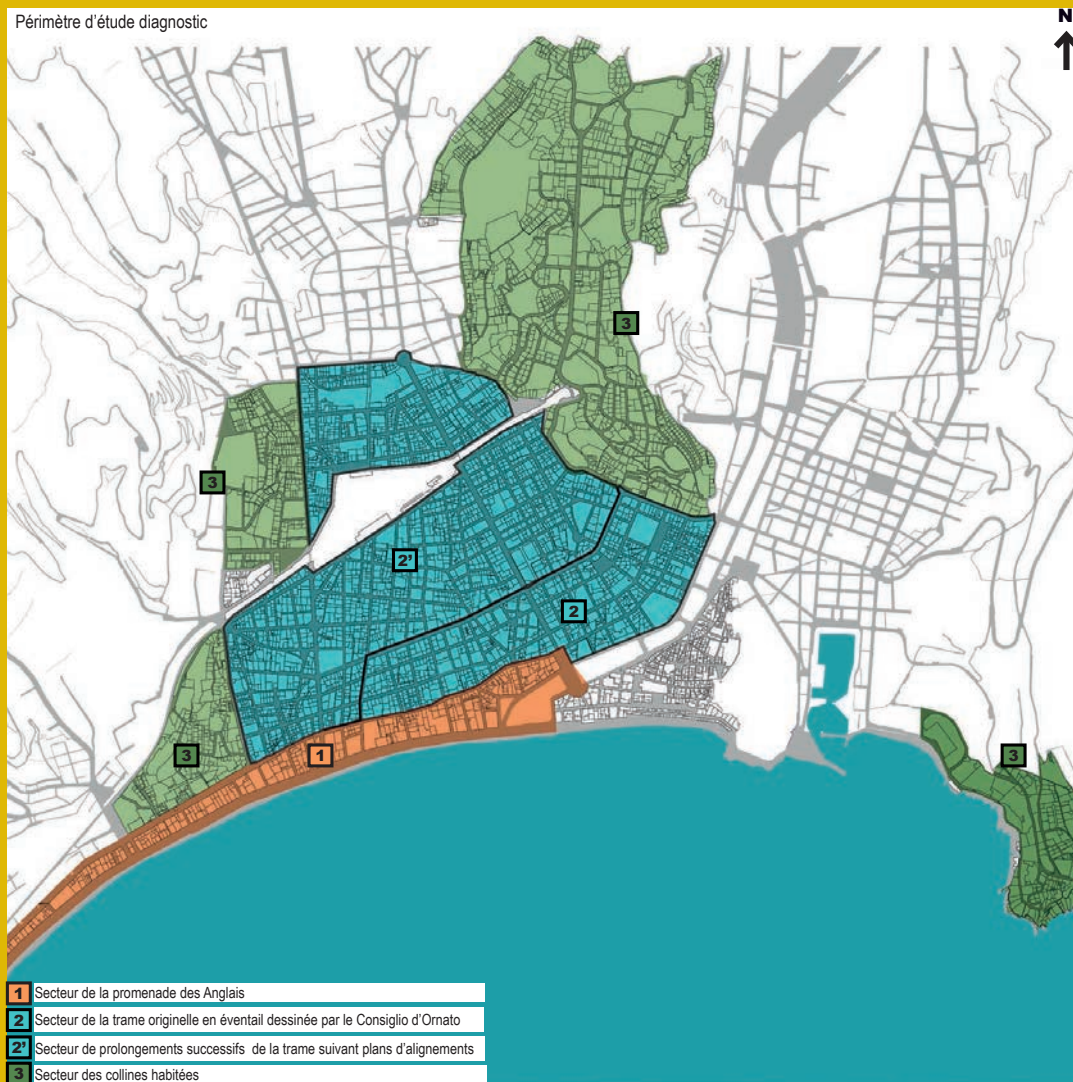 Périmètre d’étude diagnostic
N
3
3
2'
2
1
3
3
1 Secteur de la promenade des Anglais
2 Secteur de la trame originelle en éventail dessinée par le Consiglio d’Ornato
2' Secteur de prolongements successifs de la trame suivant plans d’alignements
3 Secteur des collines habitées